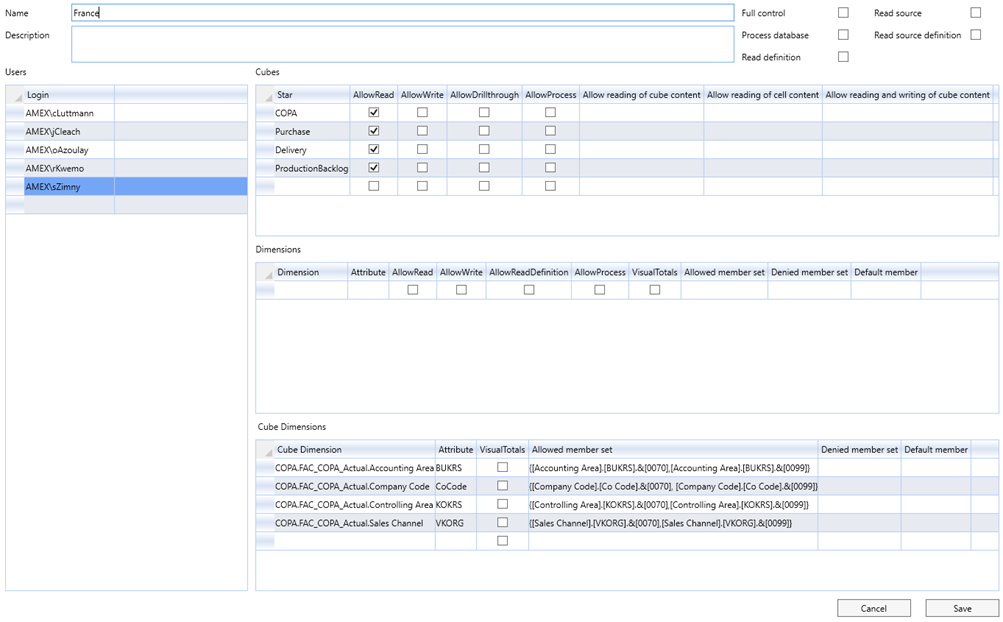 Name France Full control Read source
Description Process database Read source definition
Read definition
Users Cubes
Login Star AllowRead AllowWrite AllowDrillthrough AllowProcess Allow reading of cube content Allow reading of cell content Allow reading and writing of cube content
AMEX\cLuttmann COPA
AMEX\jCleach Purchase
AMEX\oAzoulay Delivery
AMEX\rKwemo ProductionBacklog
AMEX\sZimny
Dimensions
Dimension Attribute AllowRead AllowWrite AllowReadDefinition AllowProcess VisualTotals Allowed member set Denied member set Default member
Cube Dimensions
Cube Dimension Attribute VisualTotals Allowed member set Denied member set Default member
COPA.FAC_COPA_Actual.Accounting Area BUKRS {[Accounting Area].[BUKRS].&[0070],[Accounting Area].[BUKRS].&[0099]}
COPA.FAC_COPA_Actual.Company Code CoCode {[Company Code].[Co Code].&[0070], [Company Code].[Co Code].&[0099]}
COPA.FAC_COPA_Actual.Controlling Area KOKRS {[Controlling Area].[KOKRS].&[0070],[Controlling Area].[KOKRS].&[0099]}
COPA.FAC_COPA_Actual.Sales Channel VKORG {[Sales Channel].[VKORG].&[0070],[Sales Channel].[VKORG].&[0099]}
Cancel Save